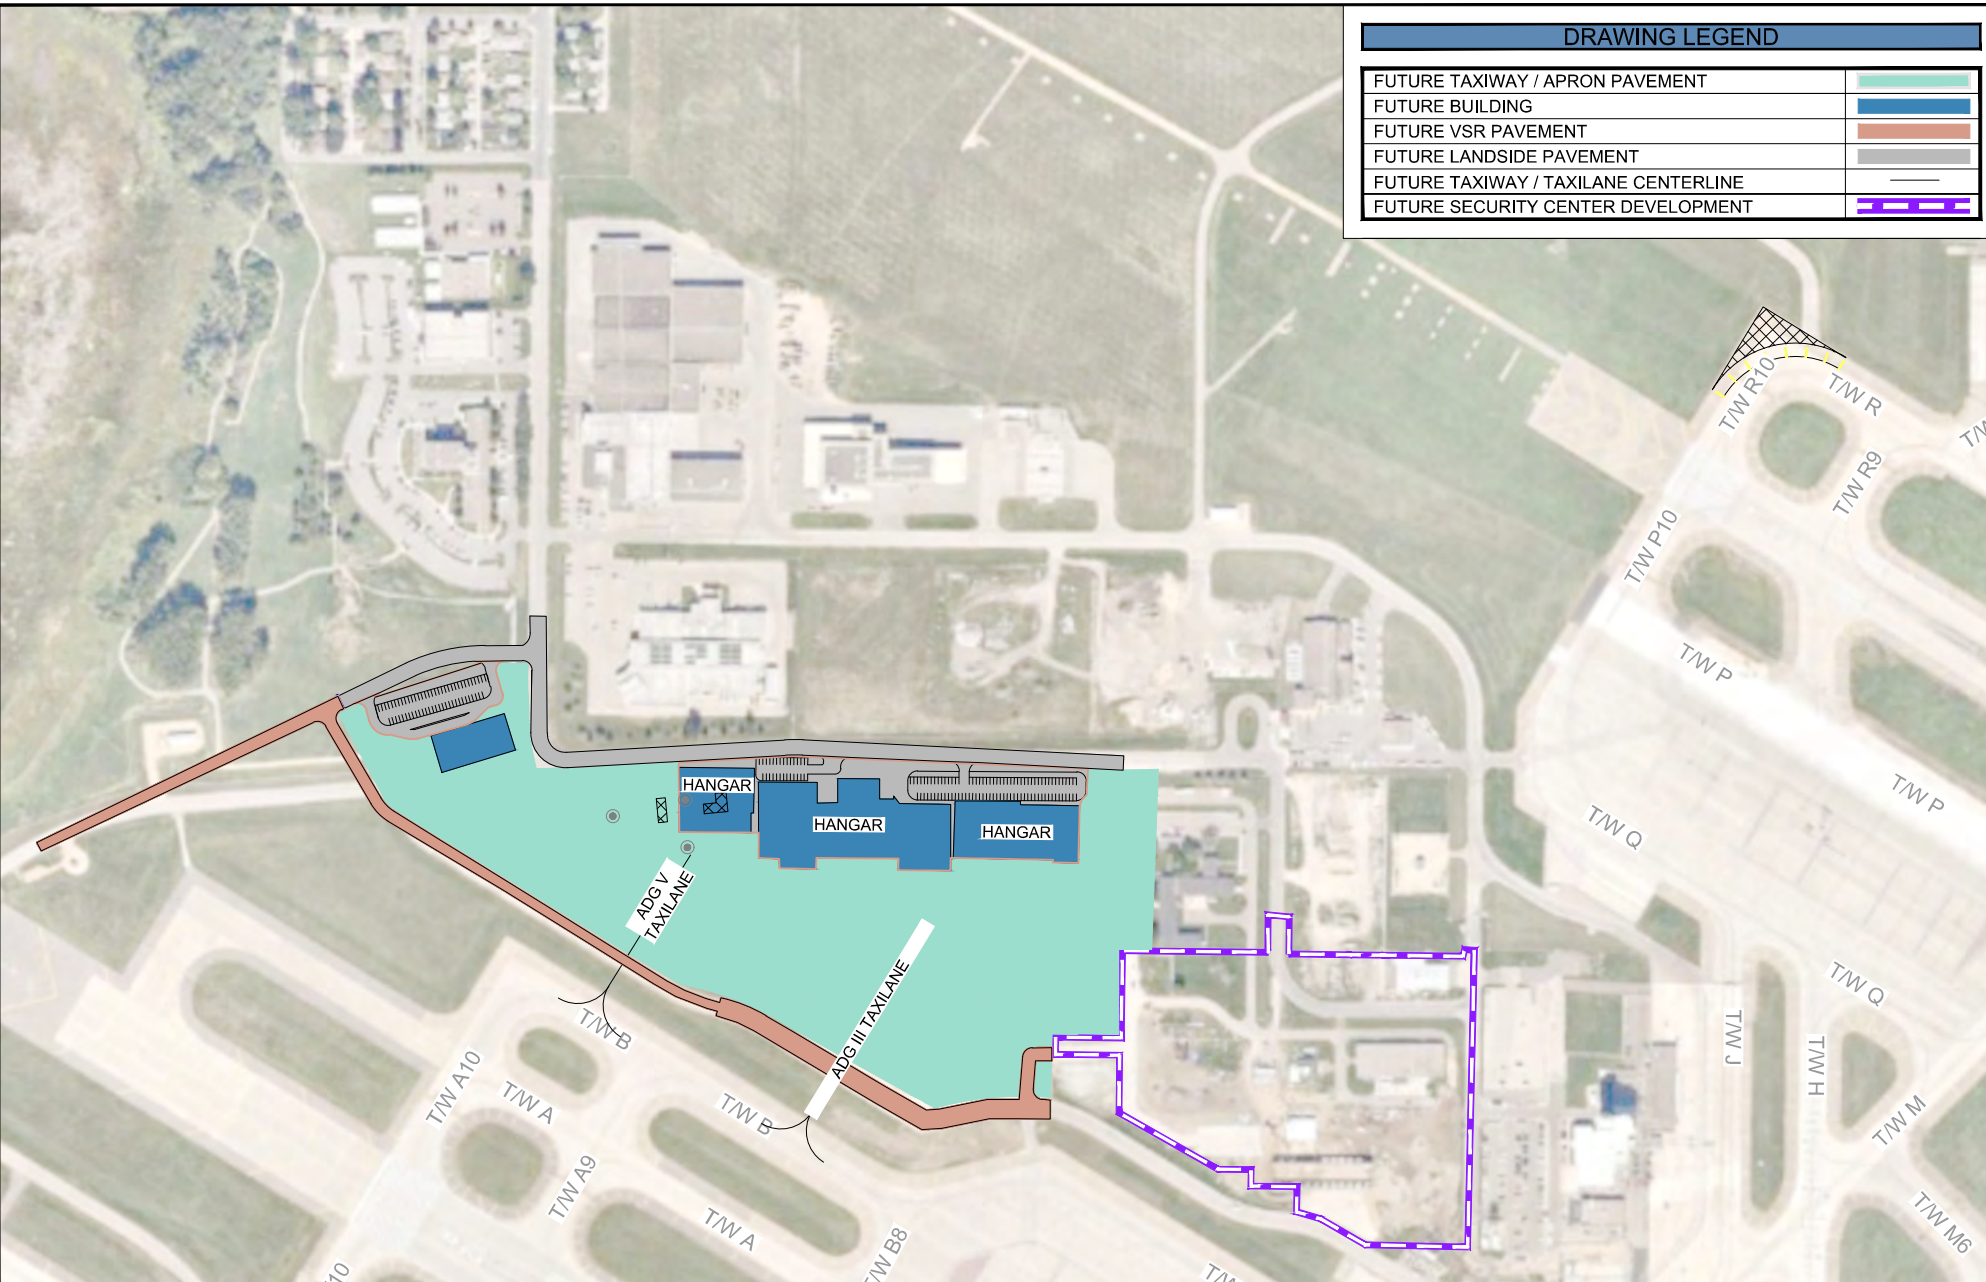 DRAWING LEGEND
FUTURE TAXIWAY / APRON PAVEMENT
FUTURE BUILDING
FUTURE VSR PAVEMENT
FUTURE LANDSIDE PAVEMENT
FUTURE TAXIWAY / TAXILANE CENTERLINE
FUTURE SECURITY CENTER DEVELOPMENT
T/W R10
T/W R
T/W R9
T/W P10
T/W P
T/W P
T/W Q
T/W Q
HANGAR
HANGAR
HANGAR
ADG V
TAXILANE
ADG III TAXILANE
T/W B
T/W B
T/W A10
T/W A
T/W A9
T/W A
T/W J
T/W H
T/W M
T/W M6